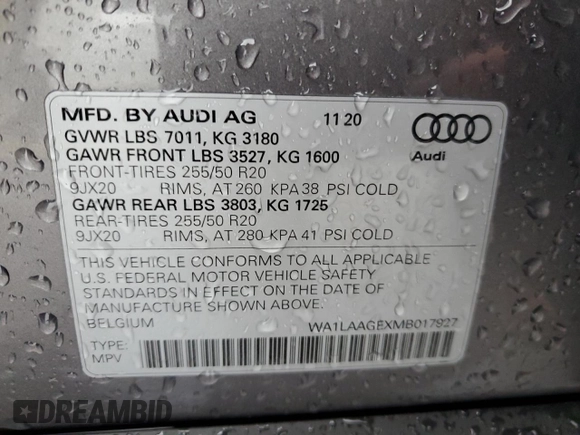 MFD. BY AUDI AG 11 20
GVWR LBS 7011, KG 3180
GAWR FRONT LBS 3527, KG 1600
FRONT-TIRES 255/50 R20
9JX20 RIMS, AT 260 KPA 38 PSI COLD
GAWR REAR LBS 3803, KG 1725
REAR-TIRES 255/50 R20
9JX20 RIMS, AT 280 KPA 41 PSI COLD
Audi
THIS VEHICLE CONFORMS TO ALL APPLICABLE
U.S. FEDERAL MOTOR VEHICLE SAFETY
STANDARDS IN EFFECT ON THE DATE OF
MANUFACTURE SHOWN ABOVE.
BELGIUM
WA1LAAGEXMB017927
TYPE:
MPV
DREAMBID